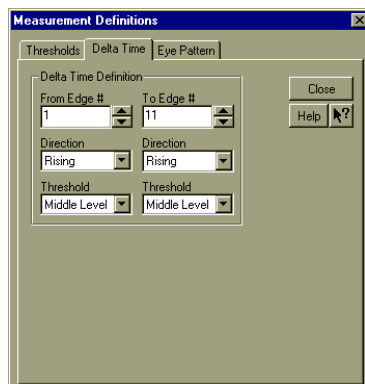 Measurement Definitions
Thresholds Delta Time Eye Pattern
Delta Time Definition
From Edge # To Edge #
1 11
Direction Direction
Rising Rising
Threshold Threshold
Middle Level Middle Level
Close
Help ?